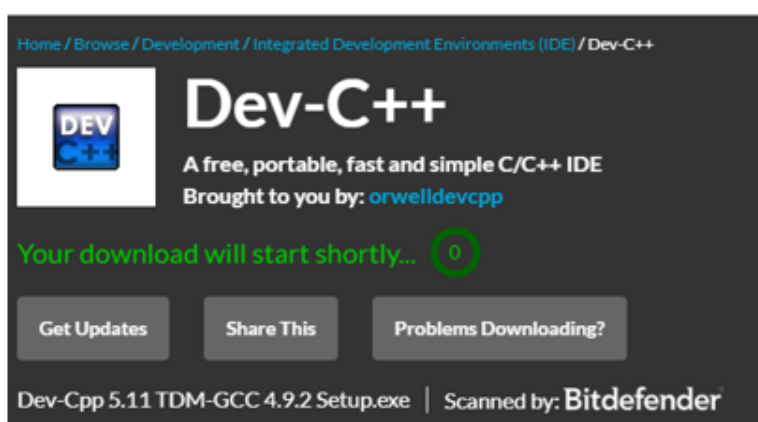 Home / Browse / Development / Integrated Development Environments (IDE) / Dev-C++
DEV
C++
Dev-C++
A free, portable, fast and simple C/C++ IDE
Brought to you by: orwelldevcpp
Your download will start shortly... 0
Get Updates Share This Problems Downloading?
Dev-Cpp 5.11 TDM-GCC 4.9.2 Setup.exe | Scanned by: Bitdefender